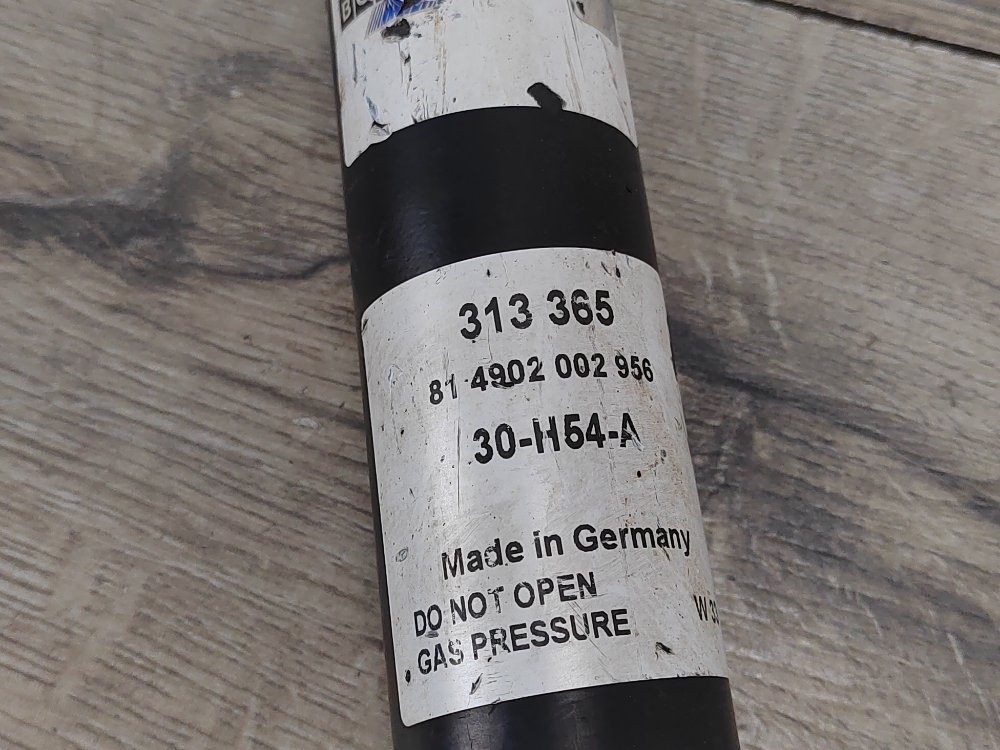 313 365
81 4902 002 956
30-H54-A
Made in Germany
DO NOT OPEN
GAS PRESSURE